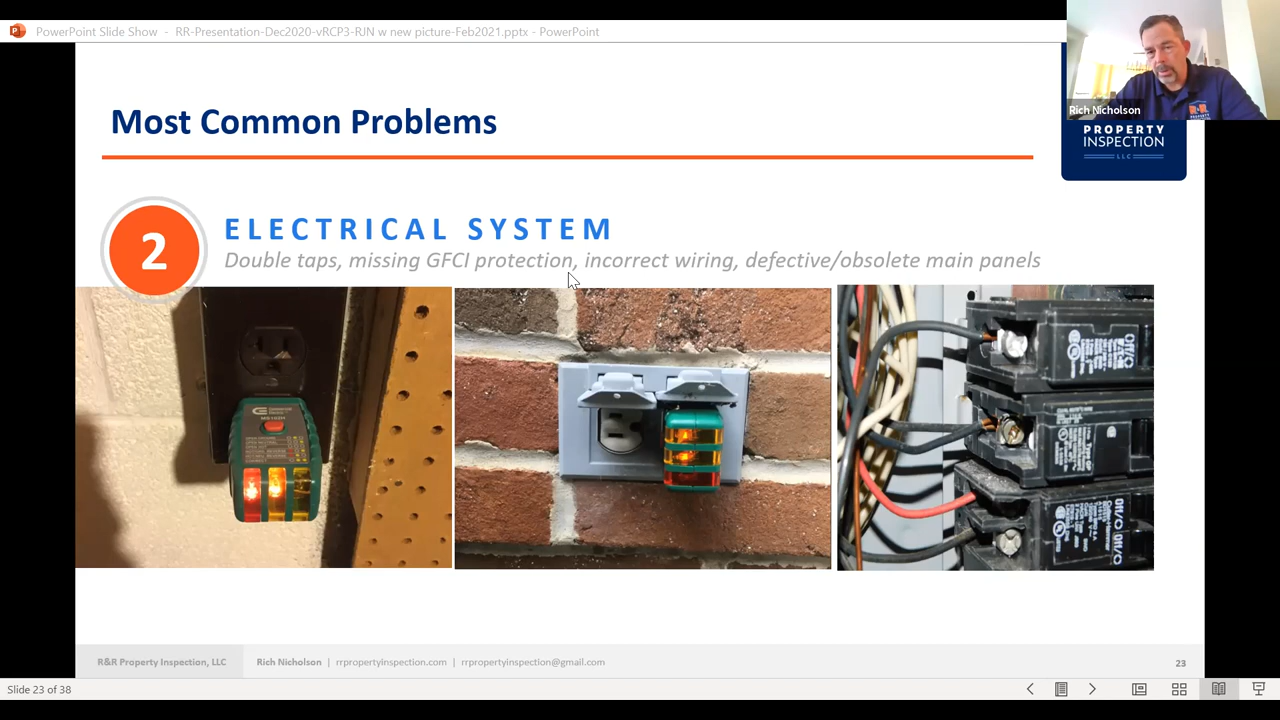 PowerPoint Slide Show - RR-Presentation-Dec2020-vRCP3-RJN w new picture-Feb2021.pptx - PowerPoint
Rich Nicholson
PROPERTY
INSPECTION
LLC
Most Common Problems
2
ELECTRICAL SYSTEM
Double taps, missing GFCI protection, incorrect wiring, defective/obsolete main panels
R&R Property Inspection, LLC
Rich Nicholson | rrpropertyinspection.com | rrpropertyinspection@gmail.com
23
Slide 23 of 38